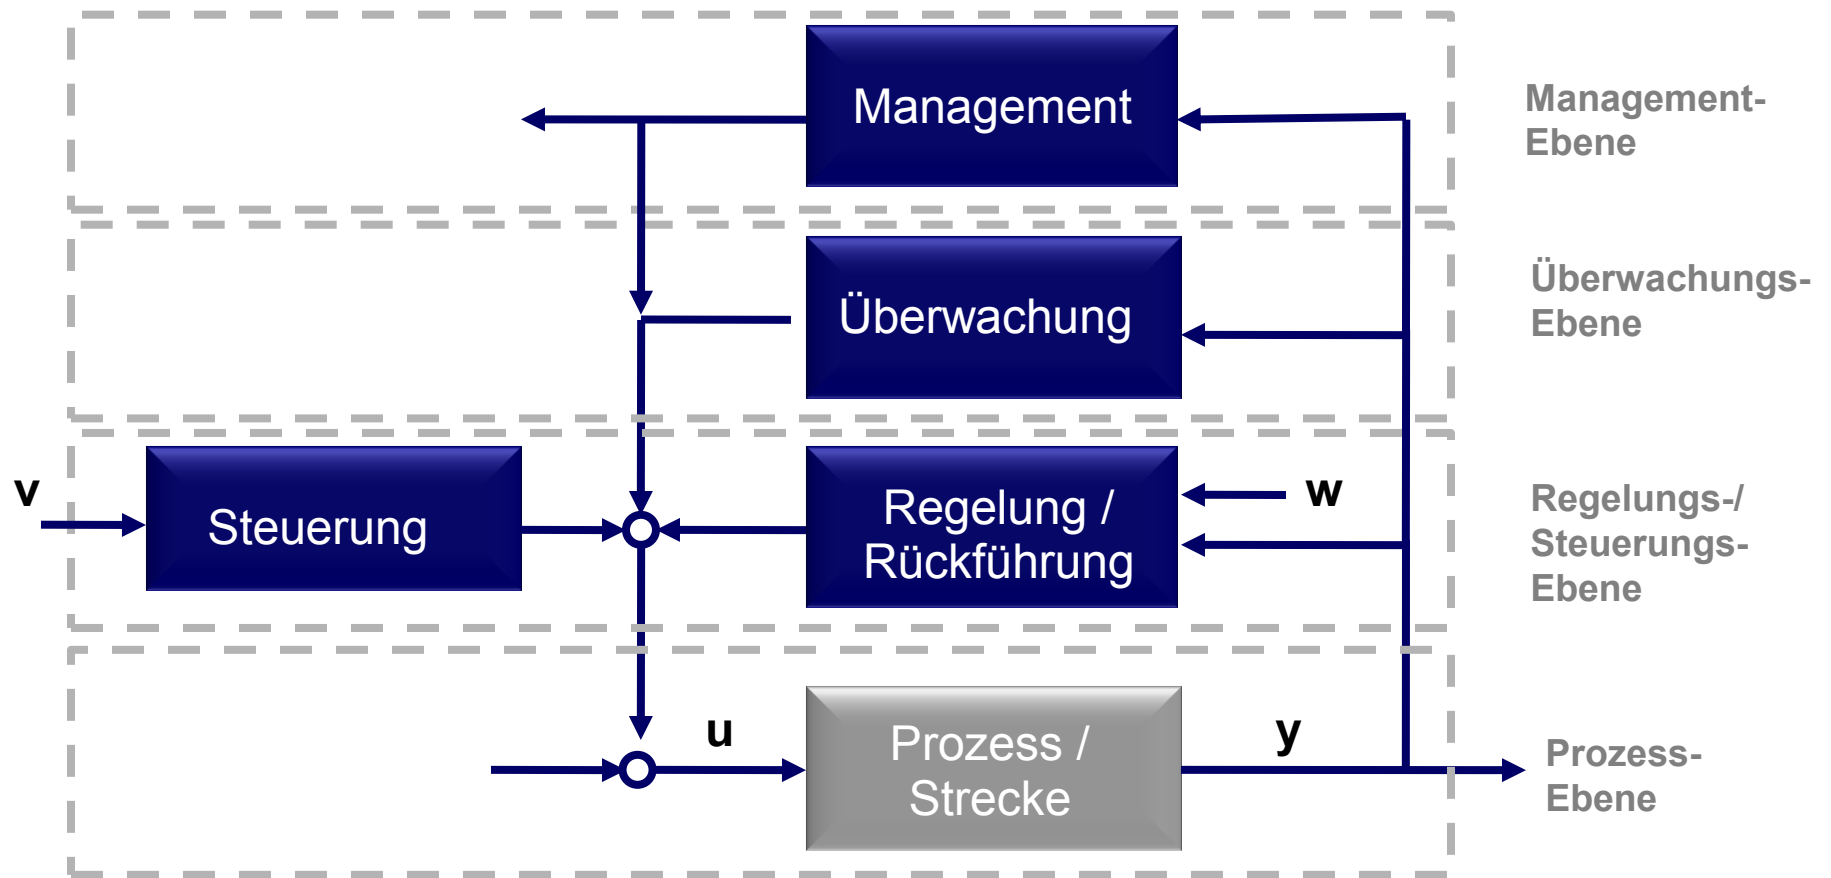 Management
Management-
Ebene
Überwachung
Überwachungs-
Ebene
v
Steuerung
Regelung /
Rückführung
w
Regelungs-/
Steuerungs-
Ebene
u
Prozess /
Strecke
y
Prozess-
Ebene